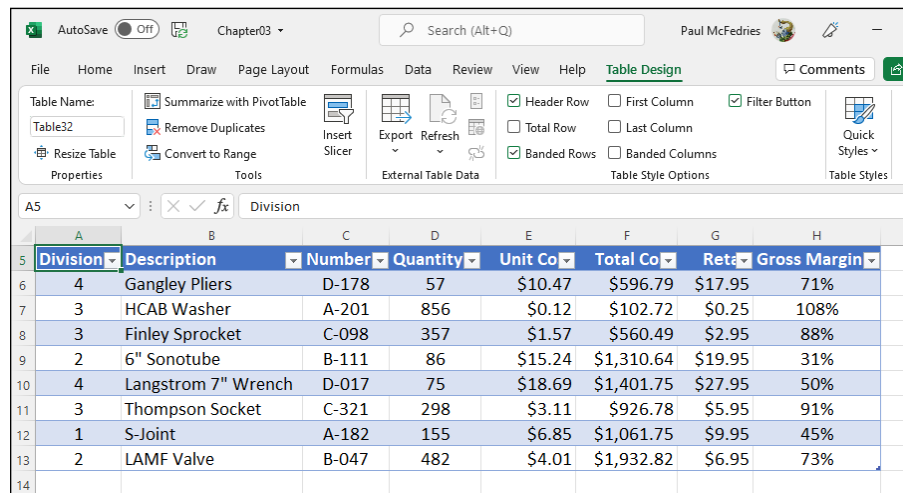 AutoSave Off Chapter03 Search (Alt+Q) Paul McFedries
File Home Insert Draw Page Layout Formulas Data Review View Help Table Design Comments
Table Name:
Table32
Resize Table
Properties
Summarize with PivotTable
Remove Duplicates
Convert to Range
Tools
Insert
Slicer
Export Refresh
External Table Data
Header Row First Column Filter Button
Total Row Last Column
Banded Rows Banded Columns
Table Style Options
Quick
Styles
Table Styles
A5 fx Division
A B C D E F G H
5 Division Description Number Quantity Unit Co Total Co Reta Gross Margin
6 4 Gangley Pliers D-178 57 $10.47 $596.79 $17.95 71%
7 3 HCAB Washer A-201 856 $0.12 $102.72 $0.25 108%
8 3 Finley Sprocket C-098 357 $1.57 $560.49 $2.95 88%
9 2 6" Sonotube B-111 86 $15.24 $1,310.64 $19.95 31%
10 4 Langstrom 7" Wrench D-017 75 $18.69 $1,401.75 $27.95 50%
11 3 Thompson Socket C-321 298 $3.11 $926.78 $5.95 91%
12 1 S-Joint A-182 155 $6.85 $1,061.75 $9.95 45%
13 2 LAMF Valve B-047 482 $4.01 $1,932.82 $6.95 73%
14